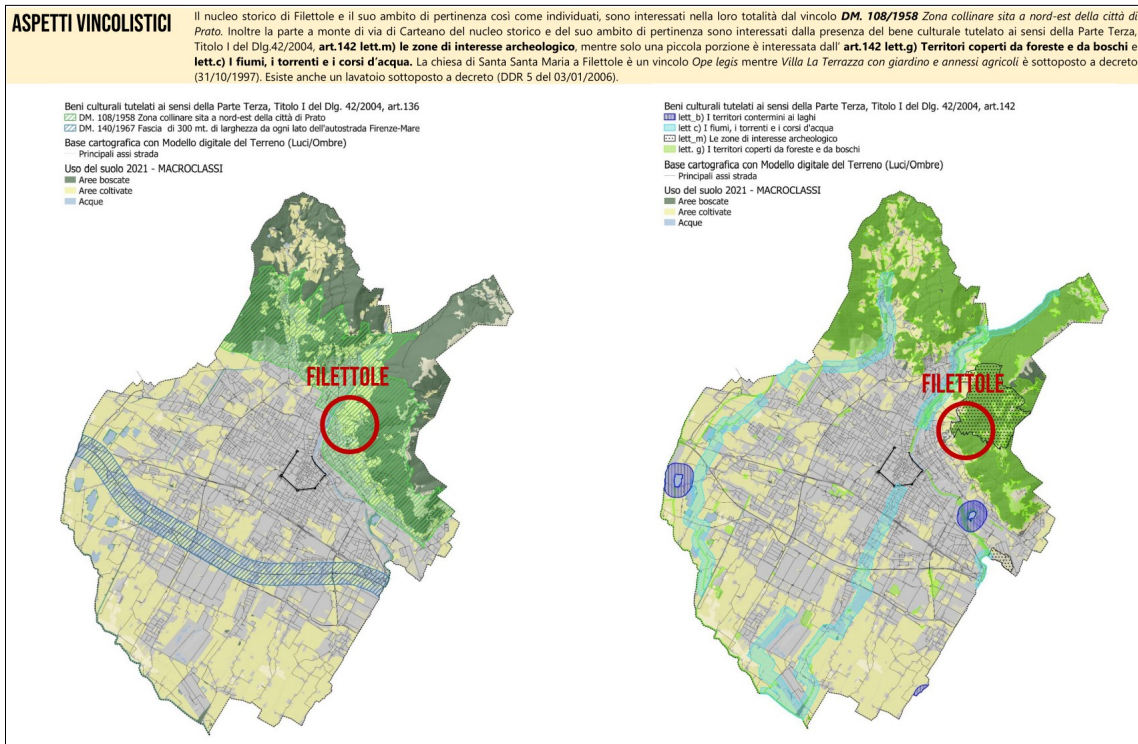 ASPETTI VINCOLISTICI
Il nucleo storico di Filettole e il suo ambito di pertinenza così come individuati, sono interessati nella loro totalità dal vincolo DM. 108/1958 Zona collinare sita a nord-est della città di
Prato. Inoltre la parte a monte di via di Carteano del nucleo storico e del suo ambito di pertinenza sono interessati dalla presenza del bene culturale tutelato ai sensi della Parte Terza,
Titolo I del Dlg.42/2004, art.142 lett.m) le zone di interesse archeologico, mentre solo una piccola porzione è interessata dall' art.142 lett.g) Territori coperti da foreste e da boschi e
lett.c) I fiumi, i torrenti e i corsi d'acqua. La chiesa di Santa Santa Maria a Filettole è un vincolo Ope legis mentre Villa La Terrazza con giardino e annessi agricoli è sottoposto a decreto
(31/10/1997). Esiste anche un lavatoio sottoposto a decreto (DDR 5 del 03/01/2006).
Beni culturali tutelati ai sensi della Parte Terza, Titolo I del Dlg. 42/2004, art.136
DM. 108/1958 Zona collinare sita a nord-est della città di Prato
DM. 140/1967 Fascia di 300 mt. di larghezza da ogni lato dell'autostrada Firenze-Mare
Base cartografica con Modello digitale del Terreno (Luci/Ombre)
Principali assi strada
Uso del suolo 2021 - MACROCLASSI
Aree boscate
Aree coltivate
Acque
FILETTOLE
Beni culturali tutelati ai sensi della Parte Terza, Titolo I del Dlg. 42/2004, art.142
lett_b) I territori contermini ai laghi
lett c) I fiumi, i torrenti e i corsi d'acqua
lett_m) Le zone di interesse archeologico
lett. g) I territori coperti da foreste e da boschi
Base cartografica con Modello digitale del Terreno (Luci/Ombre)
Principali assi strada
Uso del suolo 2021 - MACROCLASSI
Aree boscate
Aree coltivate
Acque
FILETTOLE